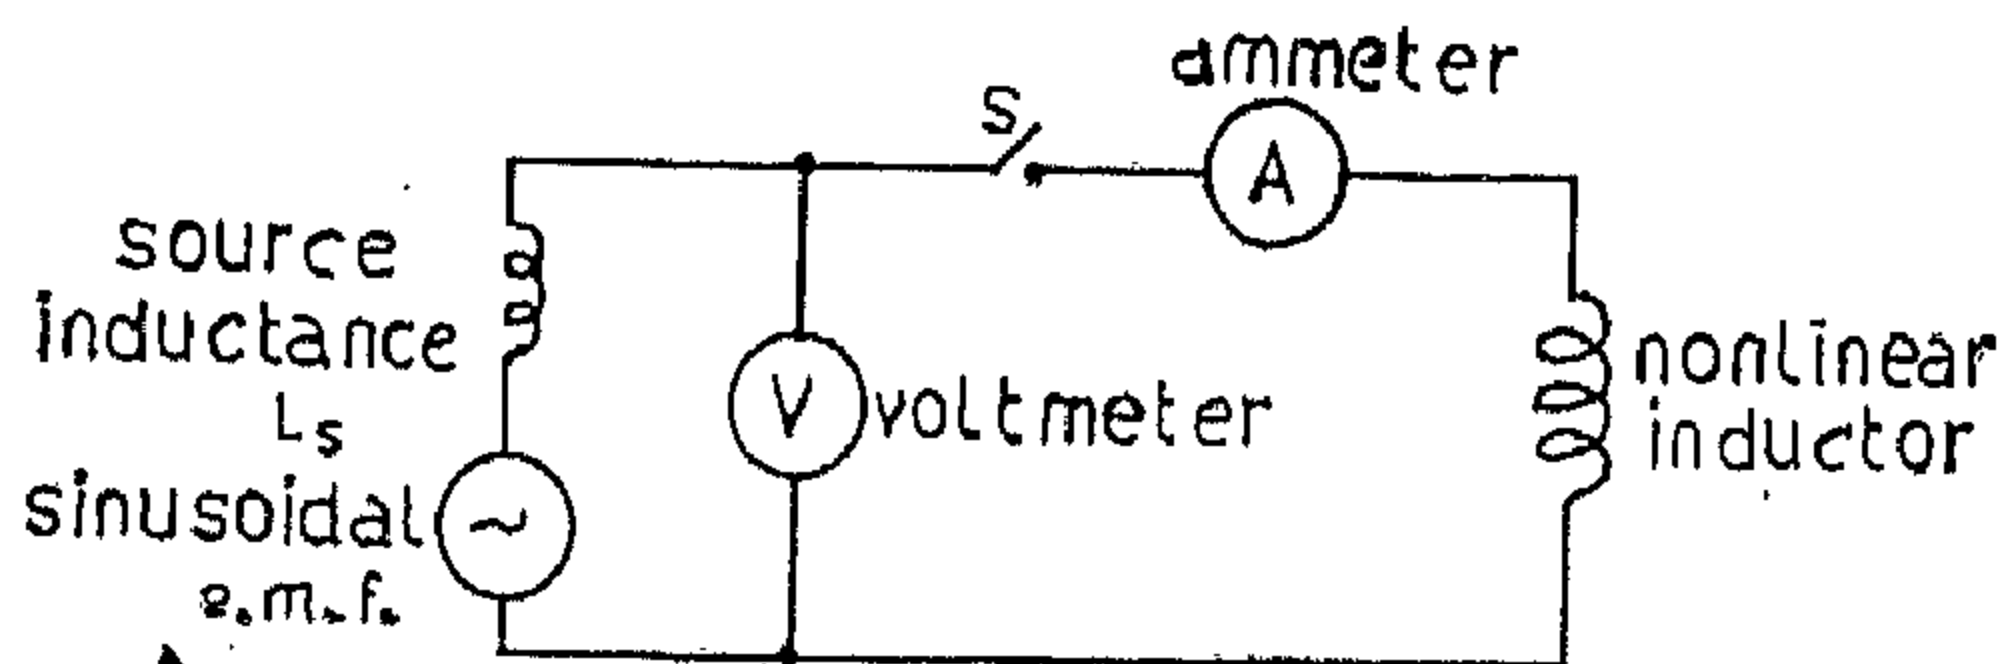 ammeter
S
A
source
inductance
Ls
V voltmeter
nonlinear
inductor
sinusoidal
~
e.m.f.